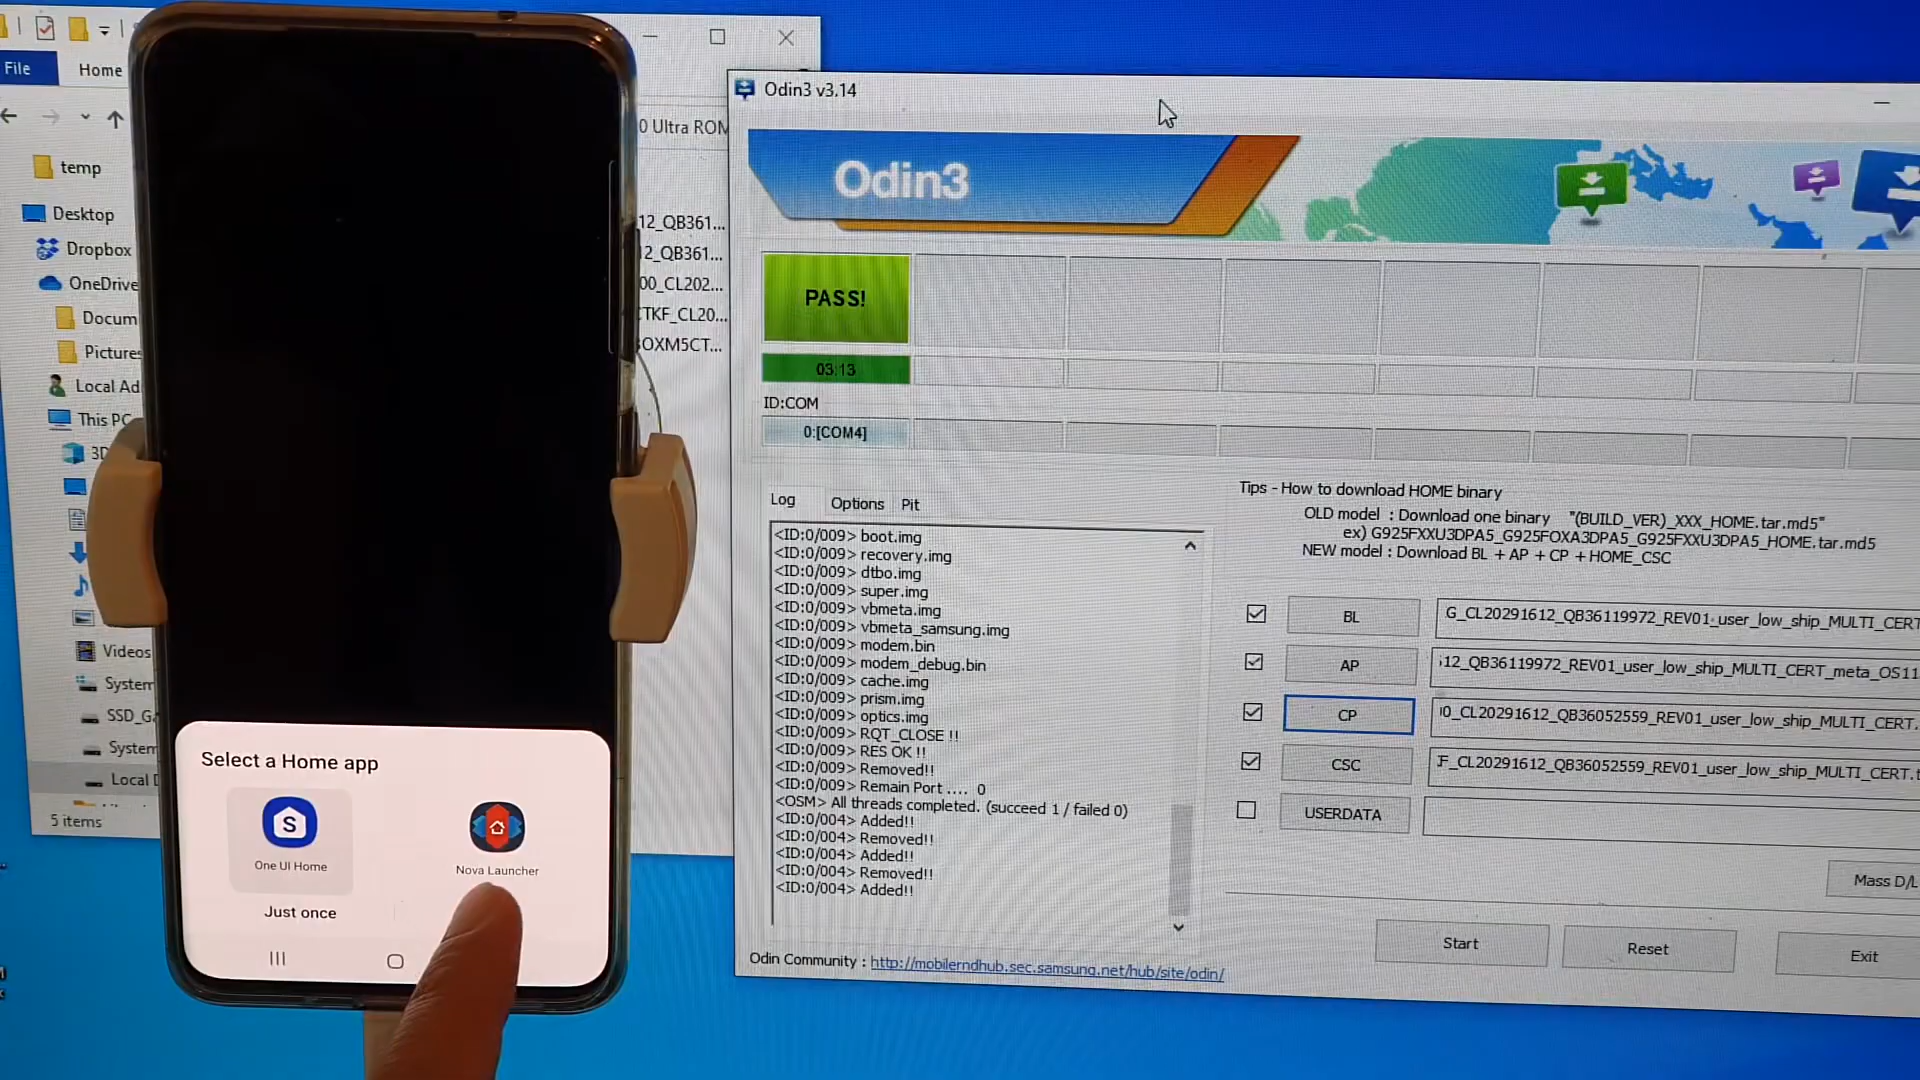 File
Home
temp
Desktop
Dropbox
OneDrive
Docum
Pictures
Local Ad
This PC
3D
Videos
System
SSD_G
System
Local D
5 items
0 Ultra ROM
12_QB361...
12_QB361...
00_CL202...
CTKF_CL20...
OXM5CT...
Select a Home app
S
One UI Home
Nova Launcher
Just once
Odin3 v3.14
Odin3
PASS!
03:13
ID:COM
0:[COM4]
Log
Options
Pit
<ID:0/009> boot.img
<ID:0/009> recovery.img
<ID:0/009> dtbo.img
<ID:0/009> super.img
<ID:0/009> vbmeta.img
<ID:0/009> vbmeta_samsung.img
<ID:0/009> modem.bin
<ID:0/009> modem_debug.bin
<ID:0/009> cache.img
<ID:0/009> prism.img
<ID:0/009> optics.img
<ID:0/009> RQT_CLOSE !!
<ID:0/009> RES OK !!
<ID:0/009> Removed!!
<ID:0/009> Remain Port .... 0
<OSM> All threads completed. (succeed 1 / failed 0)
<ID:0/004> Added!!
<ID:0/004> Removed!!
<ID:0/004> Added!!
<ID:0/004> Removed!!
<ID:0/004> Added!!
Tips - How to download HOME binary
OLD model : Download one binary "(BUILD_VER)_XXX_HOME.tar.md5"
ex) G925FXXU3DPA5_G925FOXA3DPA5_G925FXXU3DPA5_HOME.tar.md5
NEW model : Download BL + AP + CP + HOME_CSC
BL
G_CL20291612_QB36119972_REV01_user_low_ship_MULTI_CERT
AP
12_QB36119972_REV01_user_low_ship_MULTI_CERT_meta_OS11
CP
00_CL20291612_QB36052559_REV01_user_low_ship_MULTI_CERT.
CSC
F_CL20291612_QB36052559_REV01_user_low_ship_MULTI_CERT.t
USERDATA
Mass D/L
Start
Reset
Exit
Odin Community : http://mobilerndhub.sec.samsung.net/hub/site/odin/